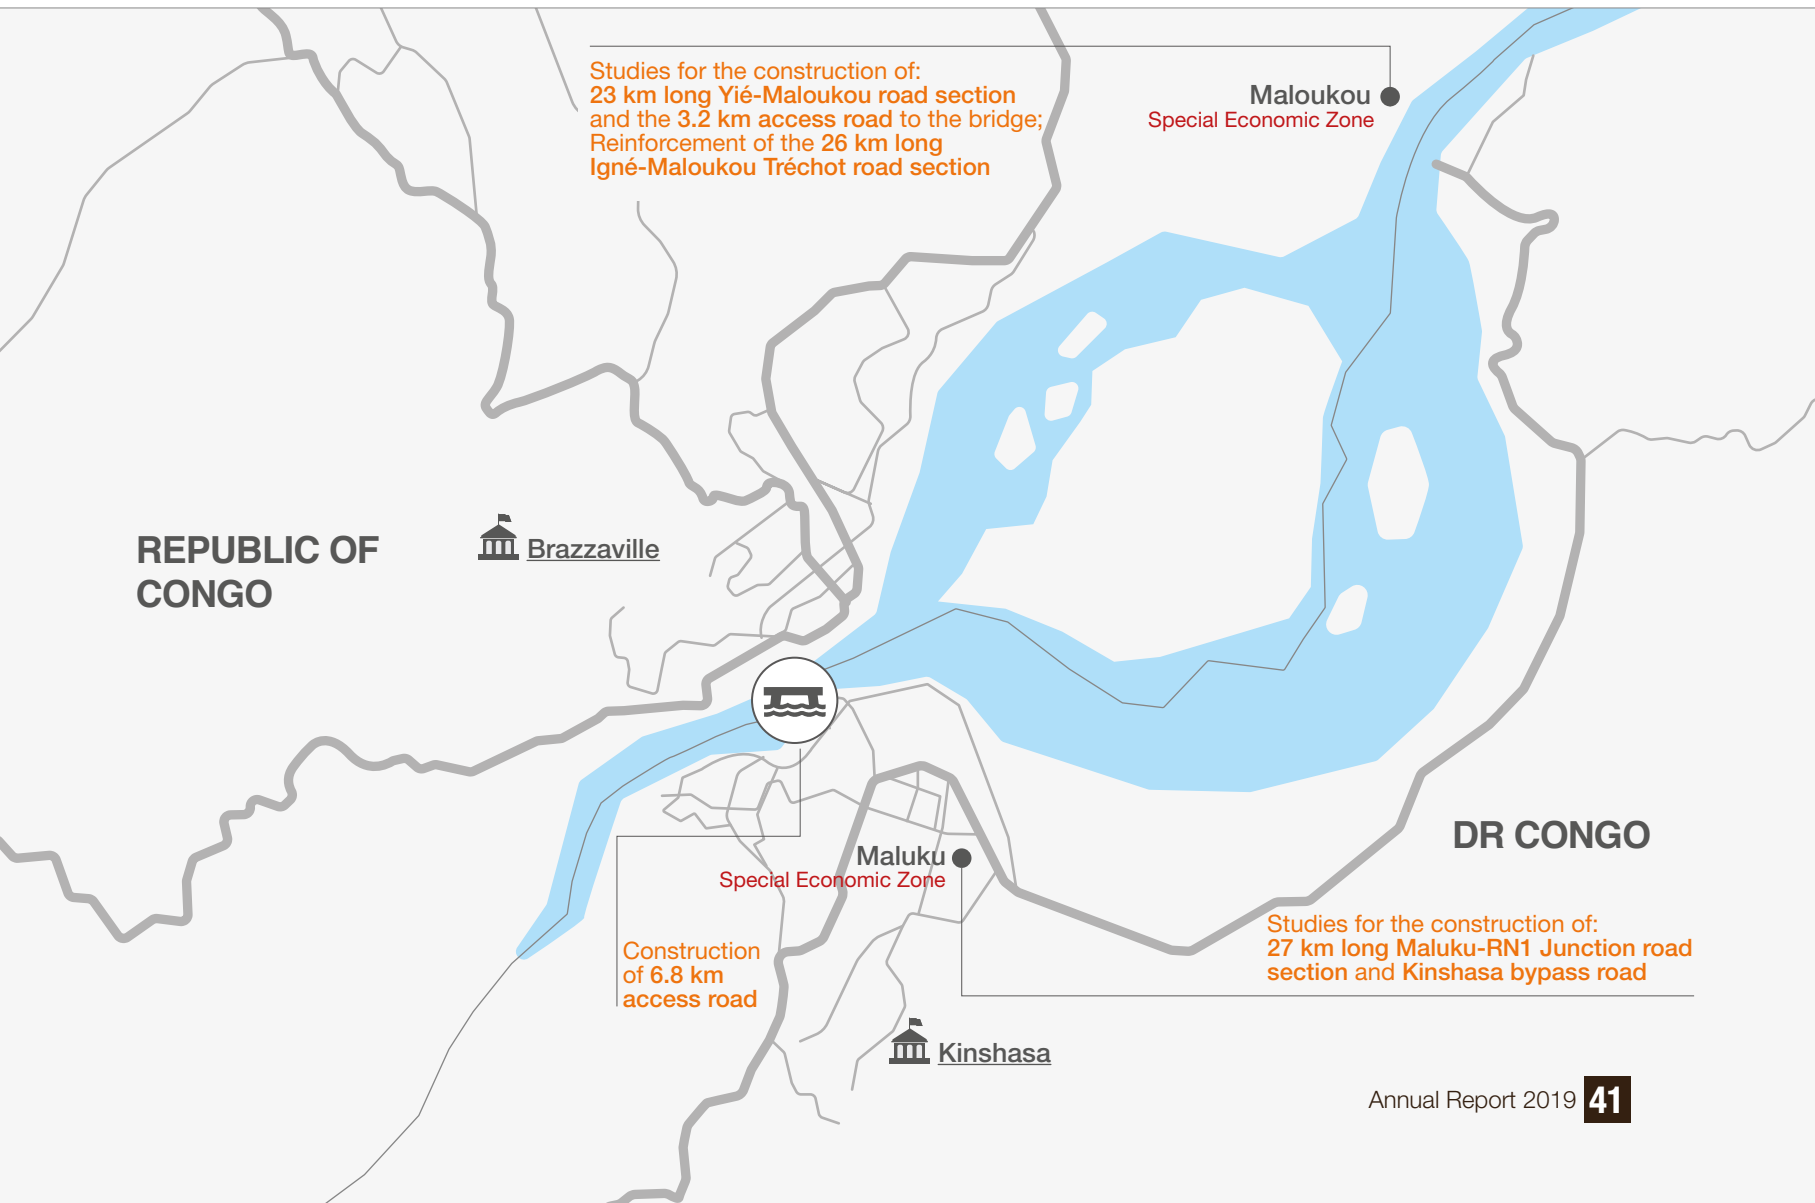 Studies for the construction of:
23 km long Yié-Maloukou road section
and the 3.2 km access road to the bridge;
Reinforcement of the 26 km long
Igné-Maloukou Tréchot road section
Maloukou
Special Economic Zone
REPUBLIC OF
CONGO
Brazzaville
DR CONGO
Maluku
Special Economic Zone
Construction
of 6.8 km
access road
Studies for the construction of:
27 km long Maluku-RN1 Junction road
section and Kinshasa bypass road
Kinshasa
Annual Report 2019 41